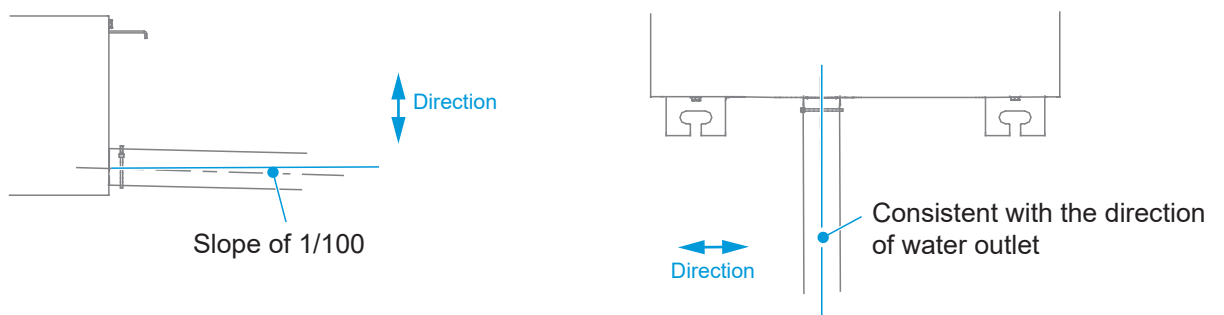 Direction
Slope of 1/100
Consistent with the direction
of water outlet
Direction